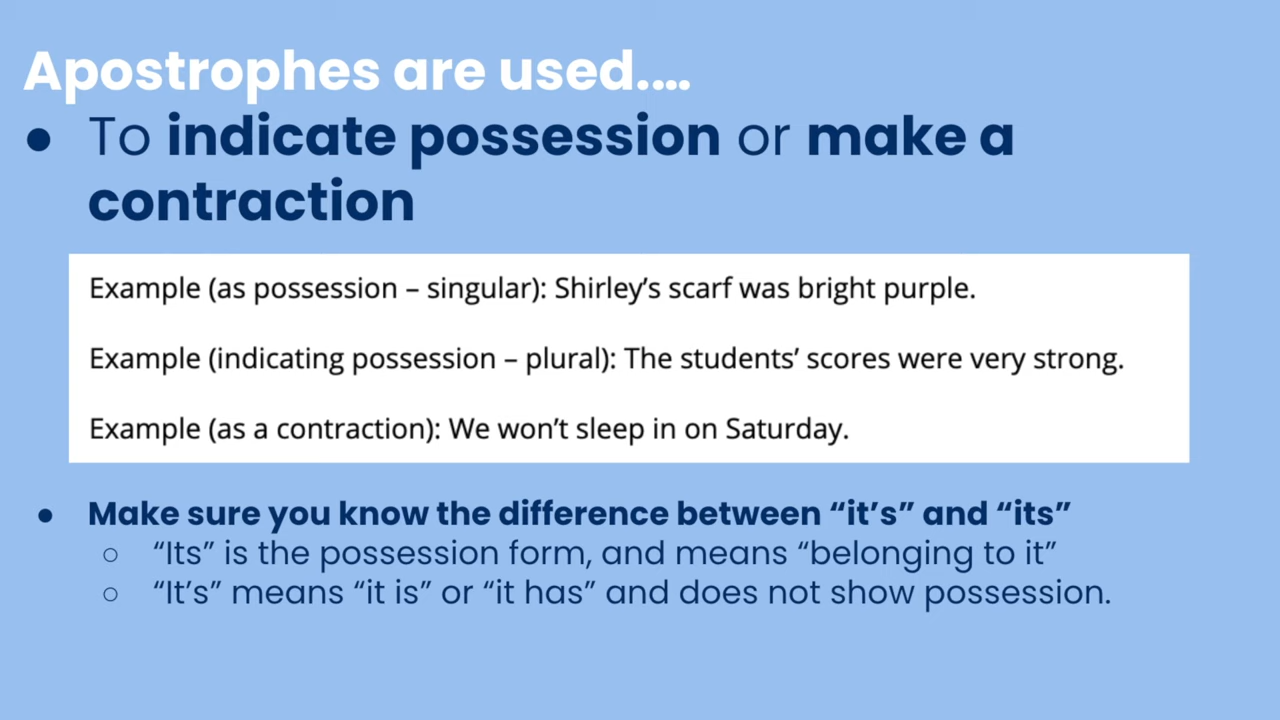 Apostrophes are used....
● To indicate possession or make a
contraction
Example (as possession – singular): Shirley’s scarf was bright purple.
Example (indicating possession – plural): The students’ scores were very strong.
Example (as a contraction): We won’t sleep in on Saturday.
● Make sure you know the difference between “it’s” and “its”
○ “Its” is the possession form, and means “belonging to it”
○ “It’s” means “it is” or “it has” and does not show possession.